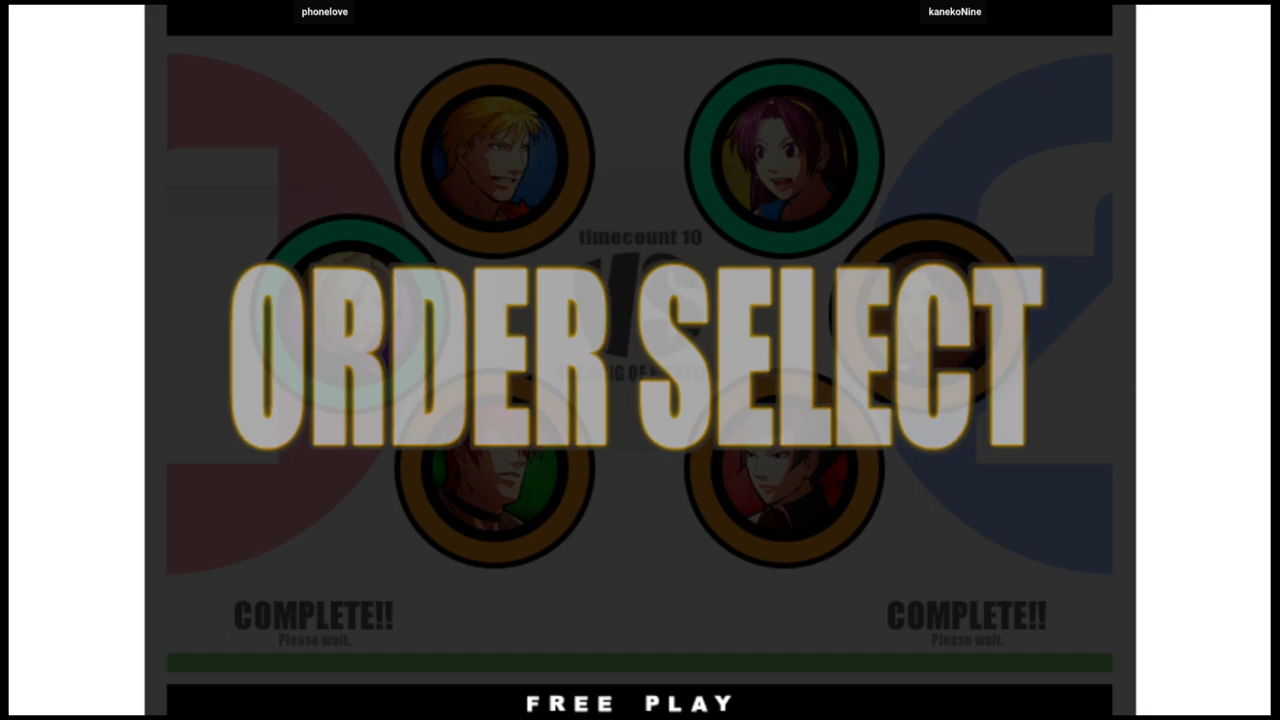 phonelove kanekoNine
timecount 10
ORDER SELECT
COMPLETE!! COMPLETE!!
Please wait. Please wait.
FREE PLAY